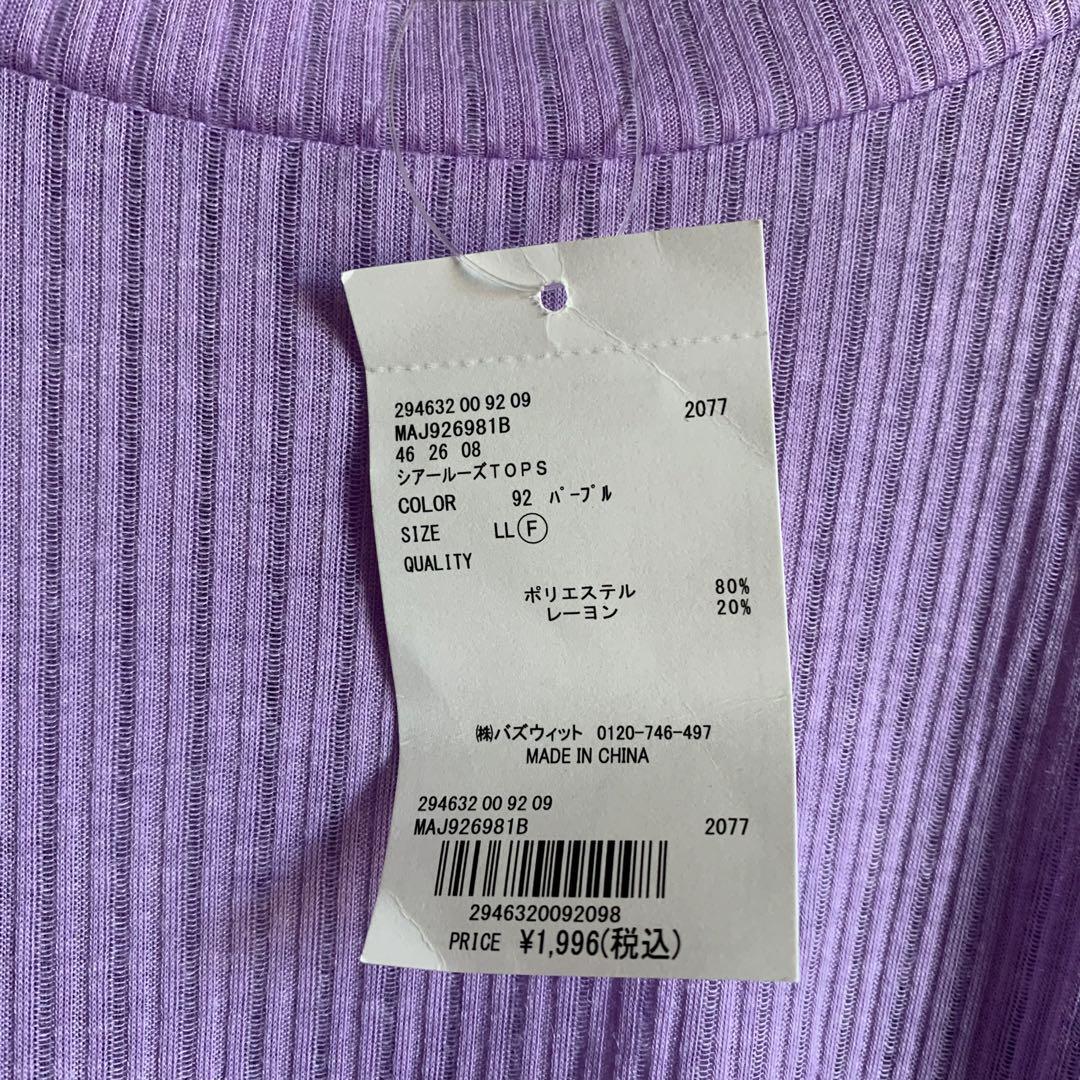 294632 00 92 09
2077
MAJ926981B
46 26 08
シアールーズTOPS
COLOR 92 パープル
SIZE LL Ⓕ
QUALITY
ポリエステル 80%
レーヨン 20%
㈱バズウィット 0120-746-497
MADE IN CHINA
294632 00 92 09
MAJ926981B 2077
2946320092098
PRICE ¥1,996(税込)